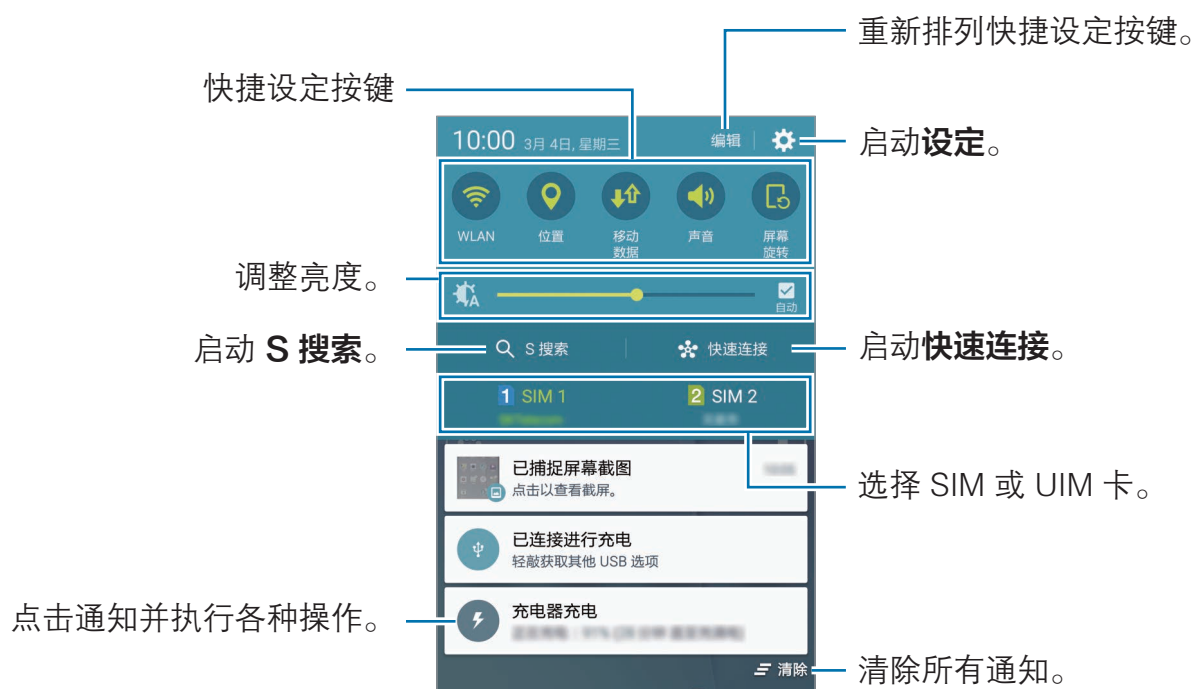 重新排列快捷设定按键。
快捷设定按键
10:00 3月 4日, 星期三
编辑
启动设定。
WLAN
位置
移动
数据
声音
屏幕
旋转
调整亮度。
A
自动
启动 S 搜索。
S 搜索
快速连接
启动快速连接。
1 SIM 1
2 SIM 2
已捕捉屏幕截图
点击以查看截屏。
选择 SIM 或 UIM 卡。
已连接进行充电
轻敲获取其他 USB 选项
充电器充电
点击通知并执行各种操作。
清除
清除所有通知。